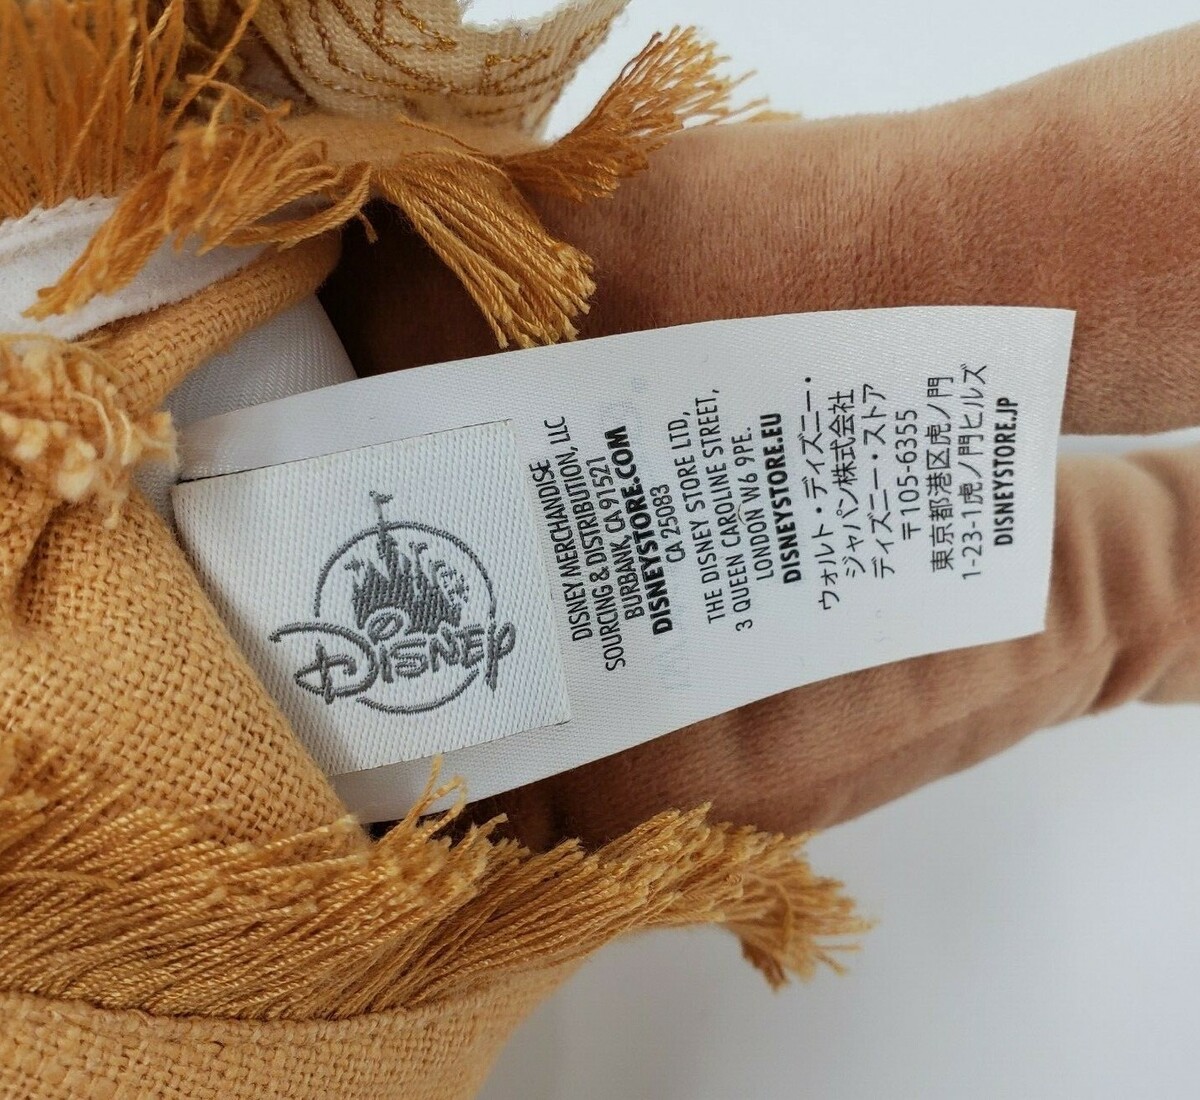 Disney
DISNEY MERCHANDISE
SOURCING & DISTRIBUTION, LLC
BURBANK, CA 91521
DISNEYSTORE.COM
CA 25083
THE DISNEY STORE LTD,
3 QUEEN CAROLINE STREET,
LONDON W6 9PE.
DISNEYSTORE.EU
ウォルト・ディズニー・
ジャパン株式会社
ディズニー・ストア
〒105-6355
東京都港区虎ノ門
1-23-1虎ノ門ヒルズ
DISNEYSTORE.JP